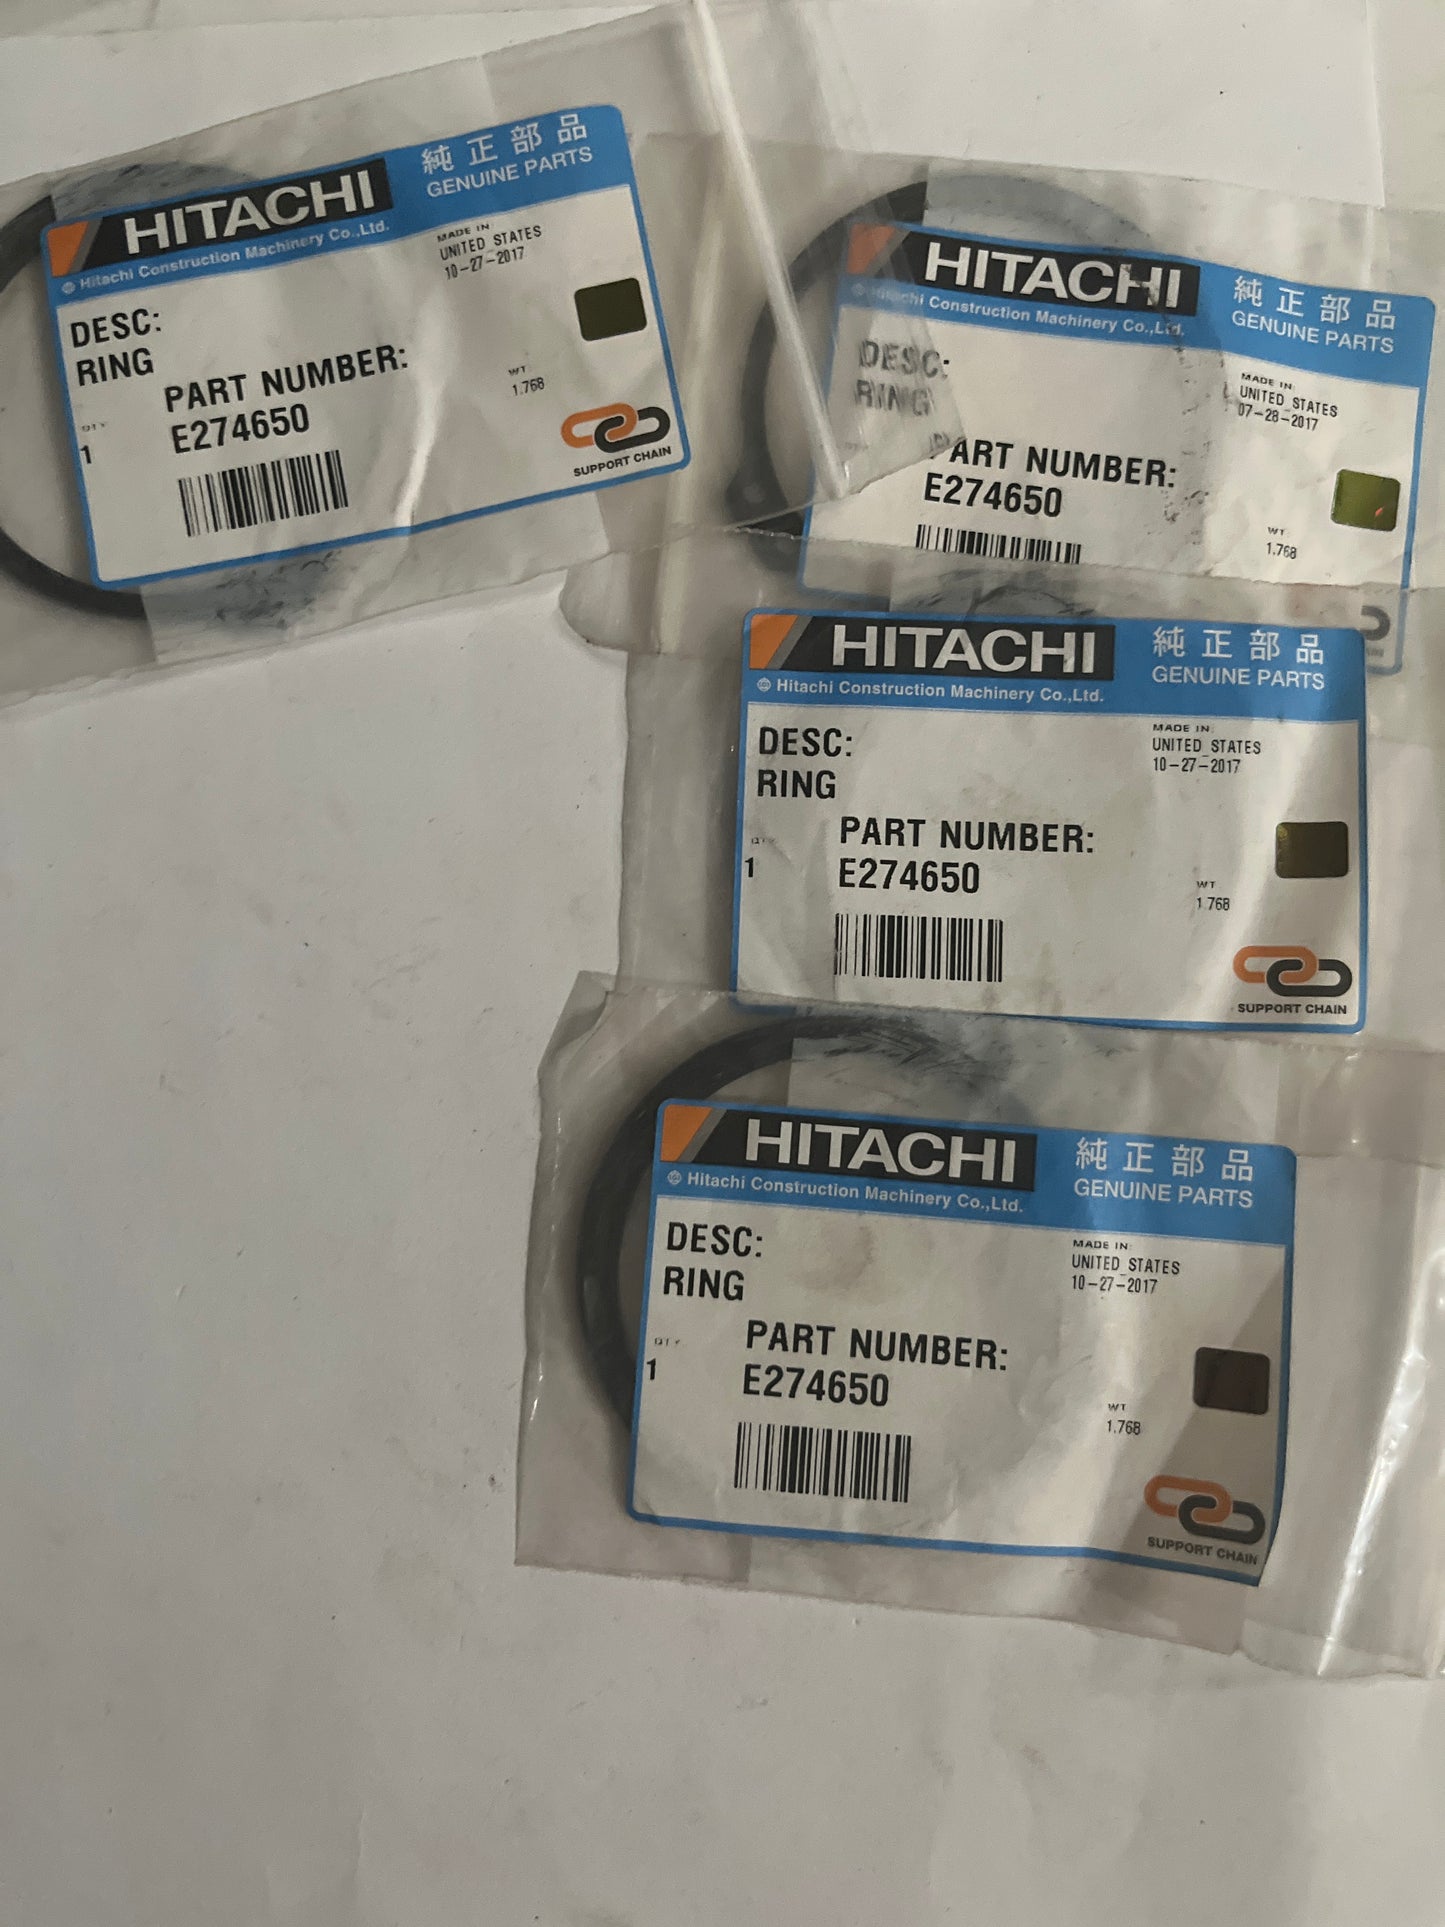 HITACHI
純正部品
GENUINE PARTS
Hitachi Construction Machinery Co.,Ltd.
MADE IN:
UNITED STATES
10-27-2017
DESC:
RING
PART NUMBER:
E274650
QTY
1
WT
1.768
SUPPORT CHAIN
HITACHI
純正部品
GENUINE PARTS
Hitachi Construction Machinery Co.,Ltd.
DESC:
RING
MADE IN:
UNITED STATES
07-28-2017
PART NUMBER:
E274650
WT
1.768
HITACHI
純正部品
GENUINE PARTS
Hitachi Construction Machinery Co.,Ltd.
DESC:
RING
MADE IN:
UNITED STATES
10-27-2017
PART NUMBER:
E274650
QTY
1
WT
1.768
SUPPORT CHAIN
HITACHI
純正部品
GENUINE PARTS
Hitachi Construction Machinery Co.,Ltd.
DESC:
RING
MADE IN:
UNITED STATES
10-27-2017
PART NUMBER:
E274650
QTY
1
WT
1.768
SUPPORT CHAIN